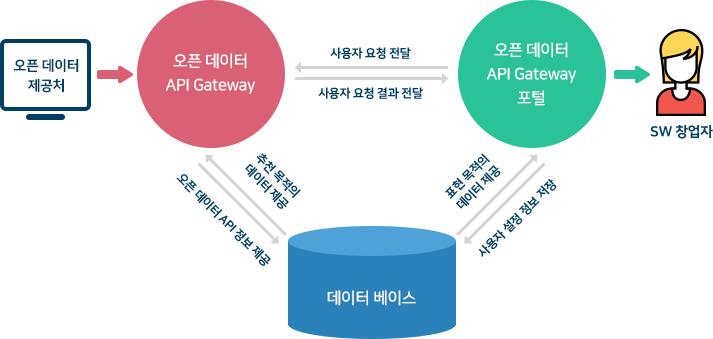 오픈 데이터
제공처
오픈 데이터
API Gateway
사용자 요청 전달
사용자 요청 결과 전달
오픈 데이터
API Gateway
포털
SW 창업자
추천 목적의
데이터 제공
오픈 데이터 API 정보 제공
표현 목적의
데이터 제공
사용자 설정 정보 저장
데이터 베이스